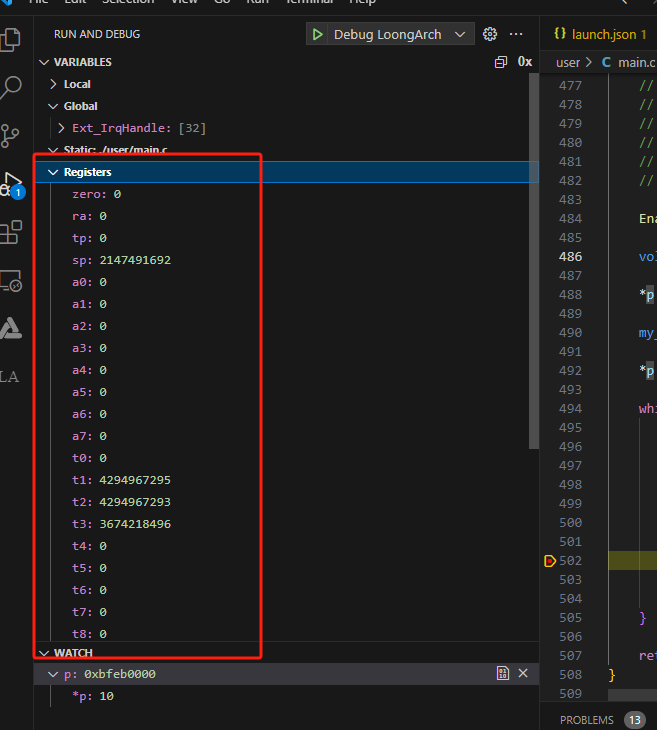 File Edit Selection View Go Run Terminal Help
RUN AND DEBUG
Debug LoongArch
VARIABLES
0x
Local
Global
Ext_IrqHandle: [32]
Static: ./user/main.c
Registers
zero: 0
ra: 0
tp: 0
sp: 2147491692
a0: 0
a1: 0
a2: 0
a3: 0
a4: 0
a5: 0
a6: 0
a7: 0
t0: 0
t1: 4294967295
t2: 4294967293
t3: 3674218496
t4: 0
t5: 0
t6: 0
t7: 0
t8: 0
WATCH
p: 0xbfeb0000
*p: 10
1
LA
{} launch.json 1
user > C main.c
477 //
478 //
479 //
480 //
481 //
482 //
483
484 Ena
485
486 vol
487
488 *p
489
490 my_
491
492 *p
493
494 whi
495
496
497
498
499
500
501
502
503
504
505 }
506
507 ret
508 }
509
PROBLEMS 13